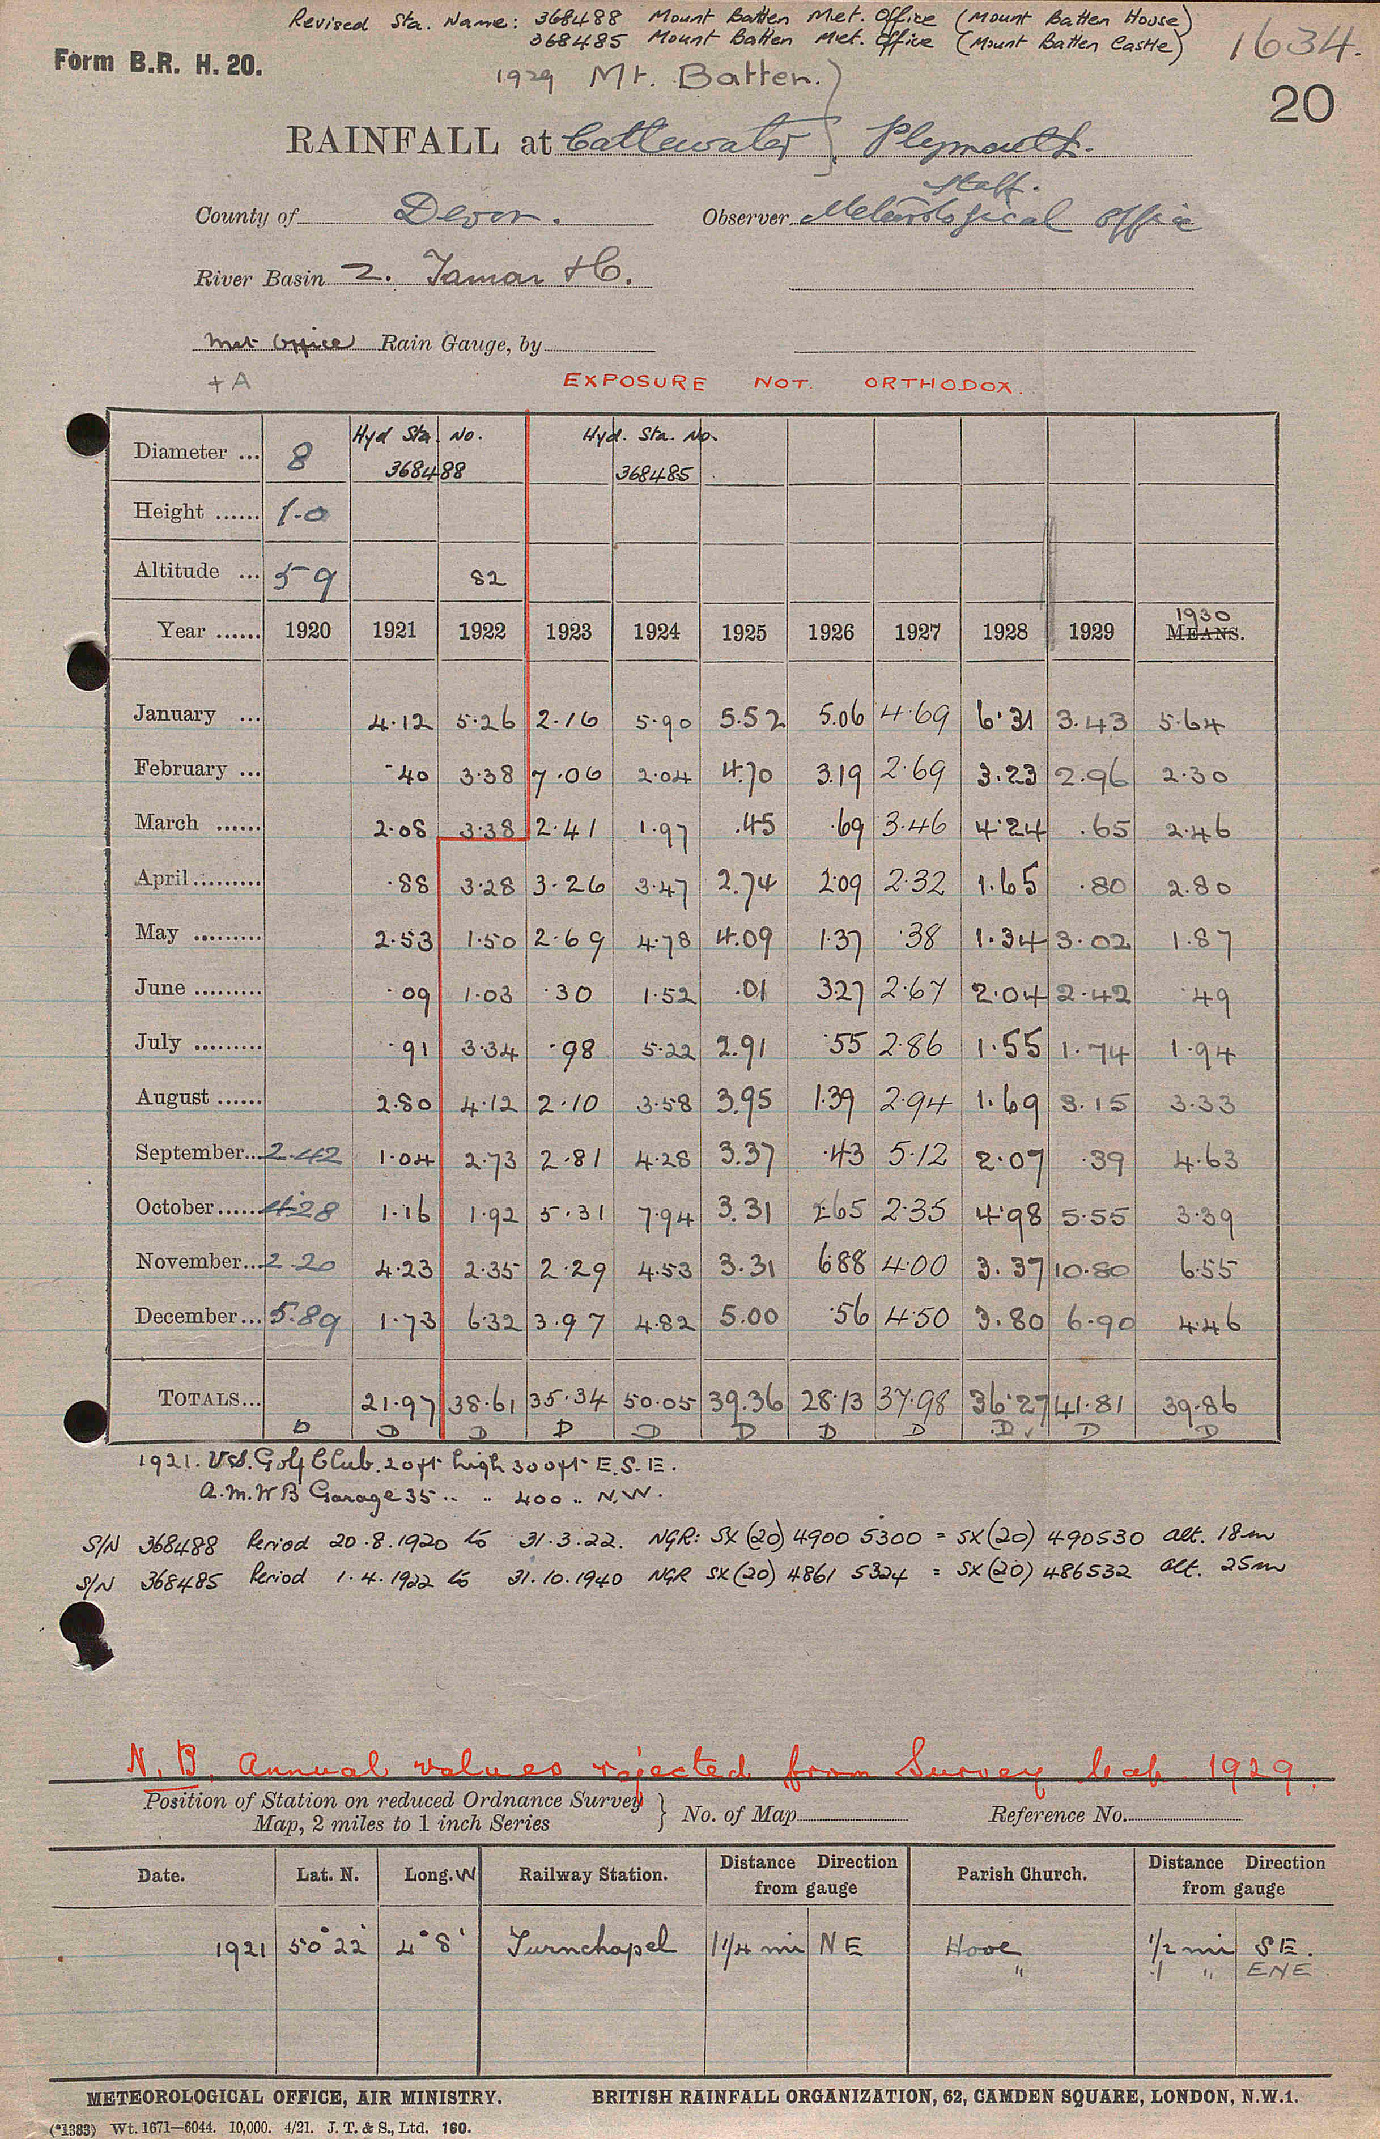 Revised Sta. Name: 368488 Mount Batten Met. Office (Mount Batten House)
368485 Mount Batten Met. Office (Mount Batten Castle)
1634.
Form B.R. H. 20.
1929 Mt. Batten.)
20
RAINFALL at Cattewater } Plymouth.
Staff.
County of Devon. Observer Meteorological Office
River Basin 2. Tamar &C.
Met Office Rain Gauge, by
+ A
EXPOSURE NOT. ORTHODOX.
Diameter ... 8 Hyd Sta. No. 368488 Hyd. Sta. No. 368485
Height ...... 1-0
Altitude ... 59 82
Year ...... 1920 1921 1922 1923 1924 1925 1926 1927 1928 1929 1930 MEANS.
January ... 4.12 5.26 2.16 5.90 5.52 5.06 4.69 6.31 3.43 5.64
February ... .40 3.38 7.06 2.04 4.70 3.19 2.69 3.23 2.96 2.30
March ...... 2.08 3.38 2.41 1.97 .45 .69 3.46 4.24 .65 2.46
April ......... .88 3.28 3.26 3.47 2.74 2.09 2.32 1.65 .80 2.80
May ......... 2.53 1.50 2.69 4.78 4.09 1.37 .38 1.34 3.02 1.87
June ......... .09 1.03 .30 1.52 .01 3.27 2.67 2.04 2.42 .49
July ......... .91 3.34 .98 5.22 2.91 .55 2.86 1.55 1.74 1.94
August ...... 2.80 4.12 2.10 3.58 3.95 1.39 2.94 1.69 3.15 3.33
September... 2.42 1.04 2.73 2.81 4.28 3.37 .43 5.12 2.07 .39 4.63
October ...... 4.28 1.16 1.92 5.31 7.94 3.31 2.65 2.35 4.98 5.55 3.39
November... 2.20 4.23 2.35 2.29 4.53 3.31 6.88 4.00 3.37 10.80 6.55
December... 5.89 1.73 6.32 3.97 4.82 5.00 .56 4.50 3.80 6.90 4.46
TOTALS... 21.97 38.61 35.34 50.05 39.36 28.13 37.98 36.27 41.81 39.86
D D D D D D D D D D D
1921. V.S. Golf Club. 20ft high 300ft E.S.E.
A.M.W B Garage 35 .. .. 400 .. N.W.
S/N 368488 Period 20.8.1920 to 31.3.22. NGR: SX (20) 4900 5300 = SX (20) 490530 alt. 18m
S/N 368485 Period 1.4.1922 to 31.10.1940 NGR SX (20) 4861 5324 = SX (20) 486532 alt. 25m
N.B. Annual values rejected from Survey Sep. 1929.
Position of Station on reduced Ordnance Survey Map, 2 miles to 1 inch Series } No. of Map Reference No.
Date. Lat. N. Long. W Railway Station. Distance Direction from gauge Parish Church. Distance Direction from gauge
1921 50° 22' 4° 8' Turnchapel 1 1/4 mi NE Hooe 1/2 mi SE.
" .1 " ENE
METEOROLOGICAL OFFICE, AIR MINISTRY. BRITISH RAINFALL ORGANIZATION, 62, CAMDEN SQUARE, LONDON, N.W.1.
(*1383) Wt. 1671—6044. 10,000. 4/21. J. T. & S., Ltd. 160.